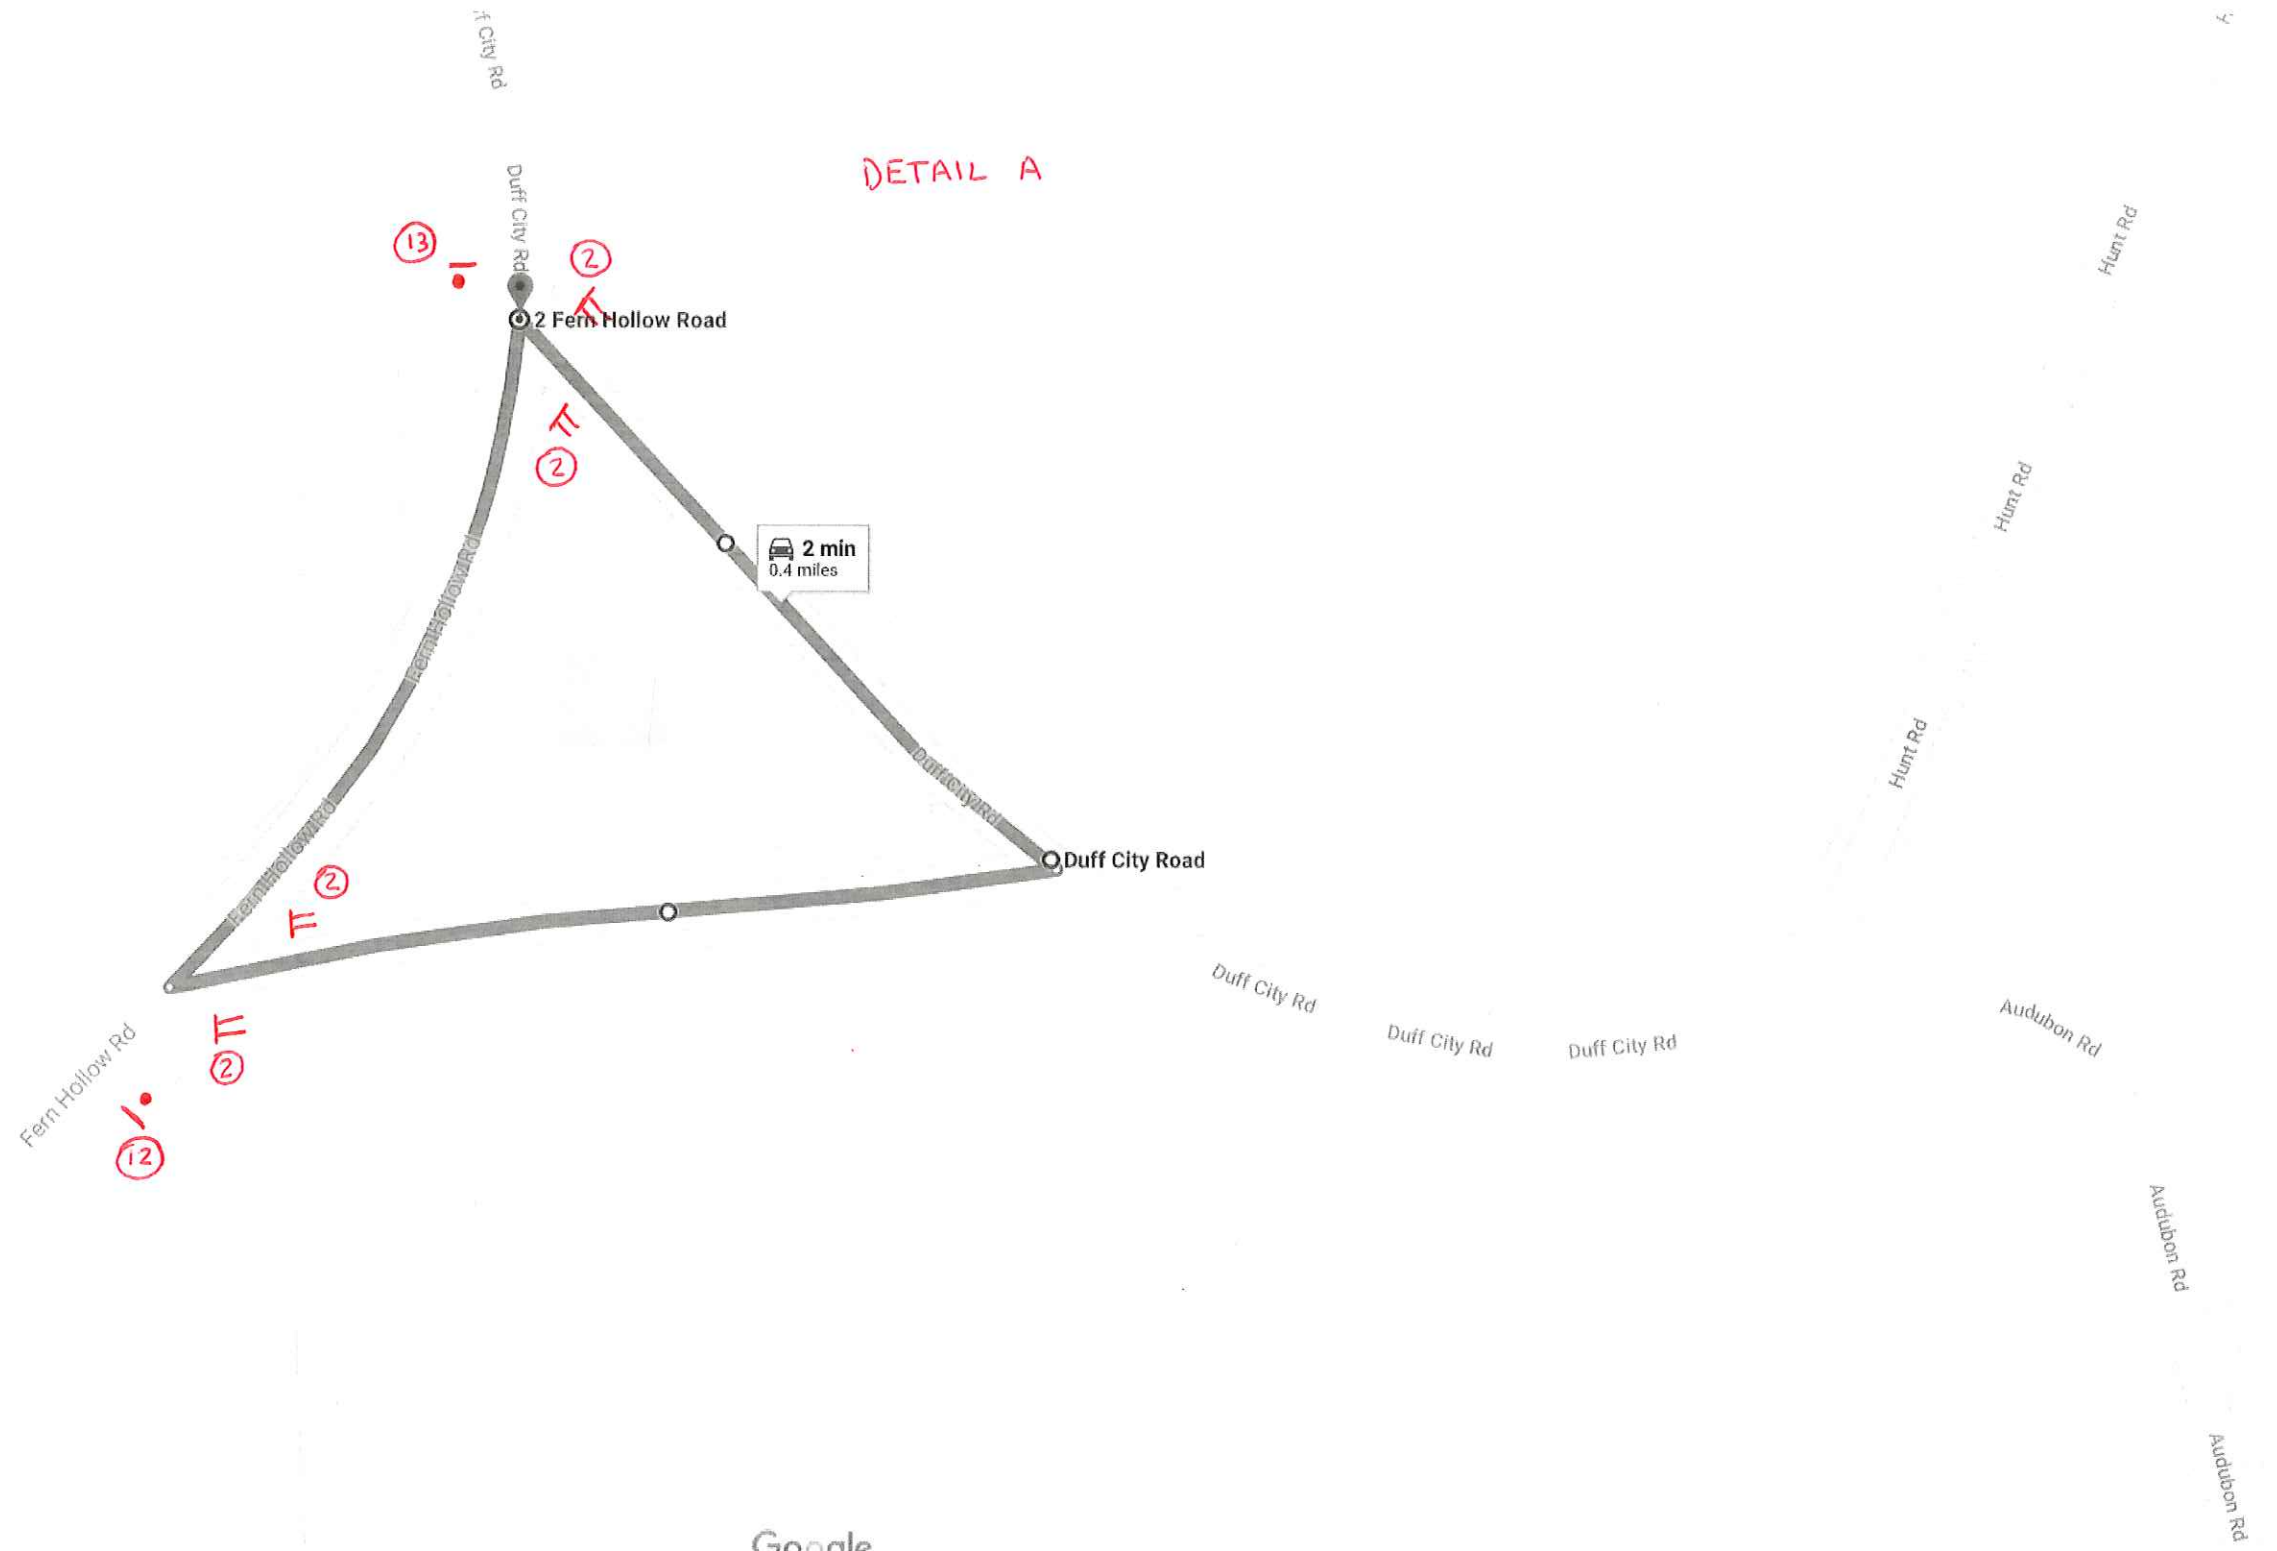 f City Rd
Duff City Rd
DETAIL A
Hunt Rd
13
2
2 Fern Hollow Road
2
Hunt Rd
2 min
0.4 miles
Fern Hollow Rd
Hunt Rd
Duff City Rd
Fern Hollow Rd
Duff City Road
2
Duff City Rd
Duff City Rd
Duff City Rd
Audubon Rd
Fern Hollow Rd
2
12
Audubon Rd
Audubon Rd
Google